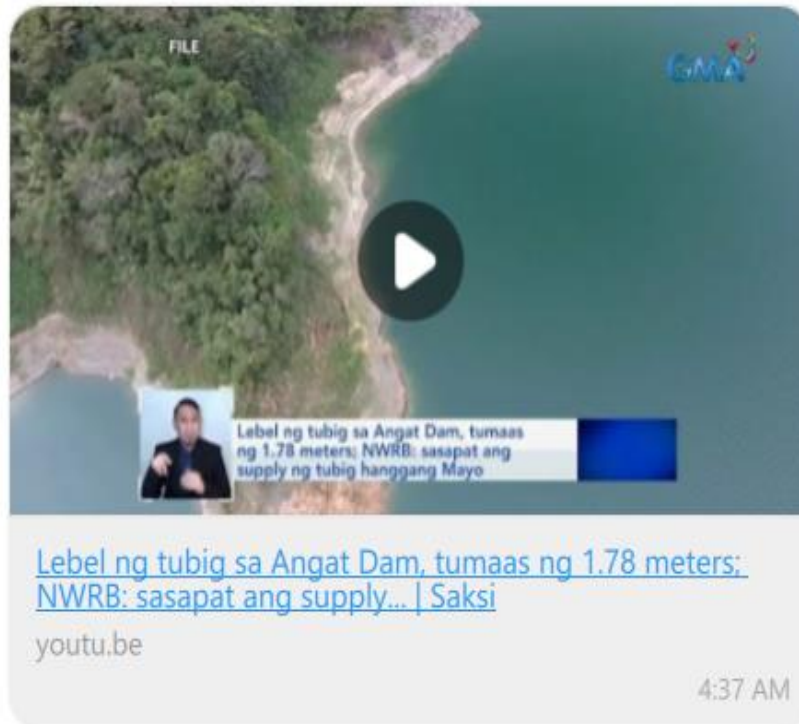 FILE
GMA
Lebel ng tubig sa Angat Dam, tumaas
ng 1.78 meters; NWRB: sasapat ang
supply ng tubig hanggang Mayo
Lebel ng tubig sa Angat Dam, tumaas ng 1.78 meters;
NWRB: sasapat ang supply... | Saksi
youtu.be
4:37 AM